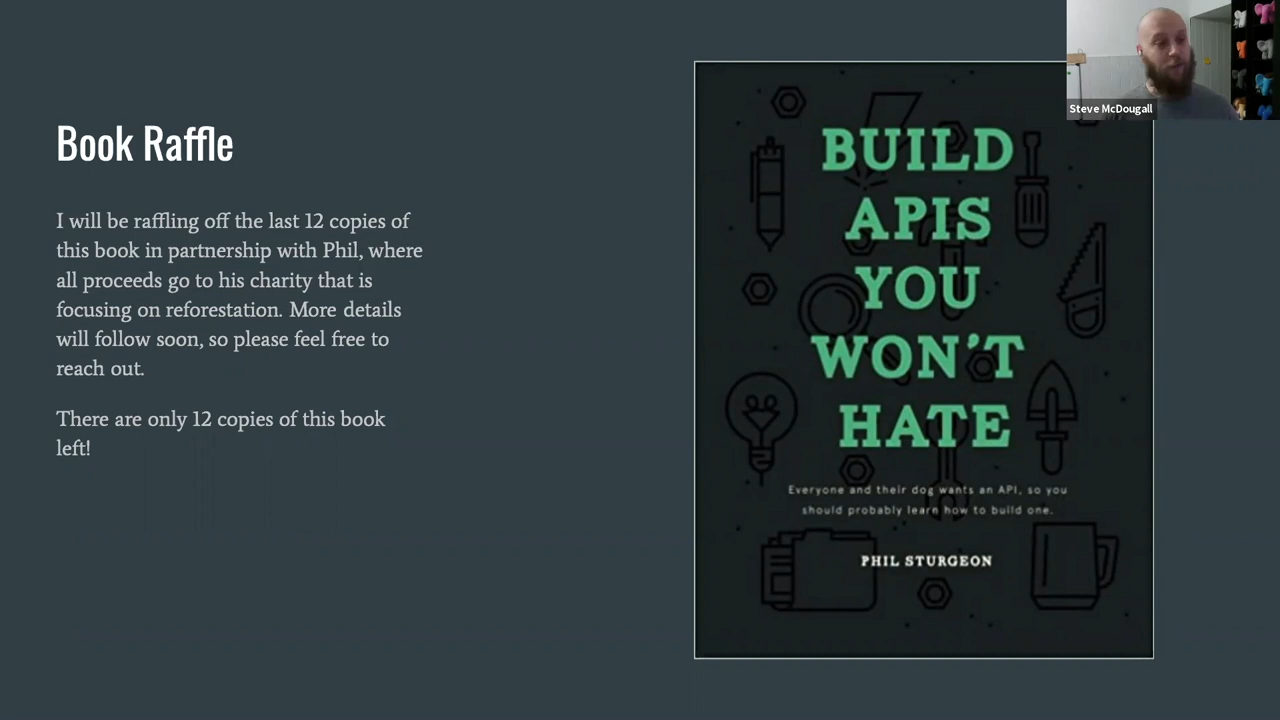 Book Raffle
I will be raffling off the last 12 copies of
this book in partnership with Phil, where
all proceeds go to his charity that is
focusing on reforestation. More details
will follow soon, so please feel free to
reach out.
There are only 12 copies of this book
left!
BUILD
APIS
YOU
WON'T
HATE
Everyone and their dog wants an API, so you
should probably learn how to build one.
PHIL STURGEON
Steve McDougall